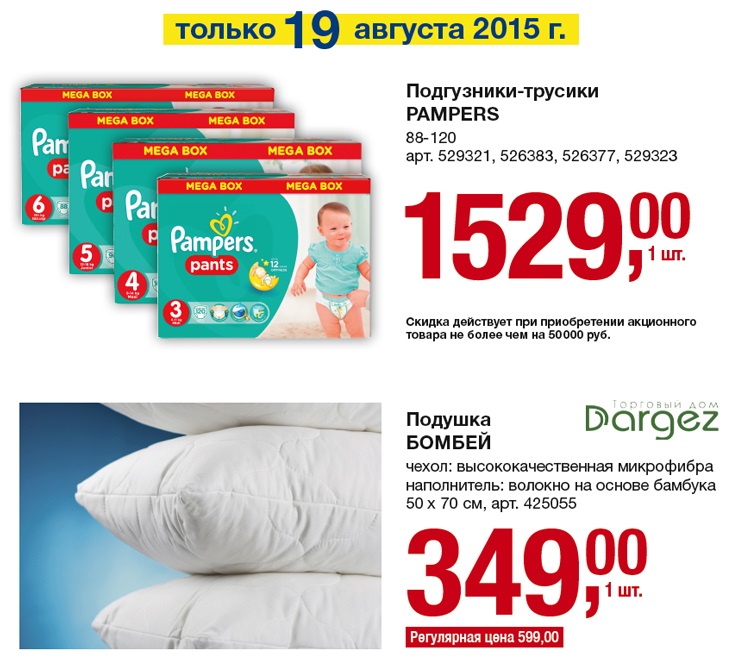 только 19 августа 2015 г.
MEGA BOX MEGA BOX
MEGA BOX MEGA BOX
MEGA BOX MEGA BOX
MEGA BOX MEGA BOX
Pampers
pants
12
6
5
4
3
Подгузники-трусики
PAMPERS
88-120
арт. 529321, 526383, 526377, 529323
1529,00
1 шт.
Скидка действует при приобретении акционного
товара не более чем на 50000 руб.
Торговый дом
Dargez
Подушка
БОМБЕЙ
чехол: высококачественная микрофибра
наполнитель: волокно на основе бамбука
50 х 70 см, арт. 425055
349,00
1 шт.
Регулярная цена 599,00